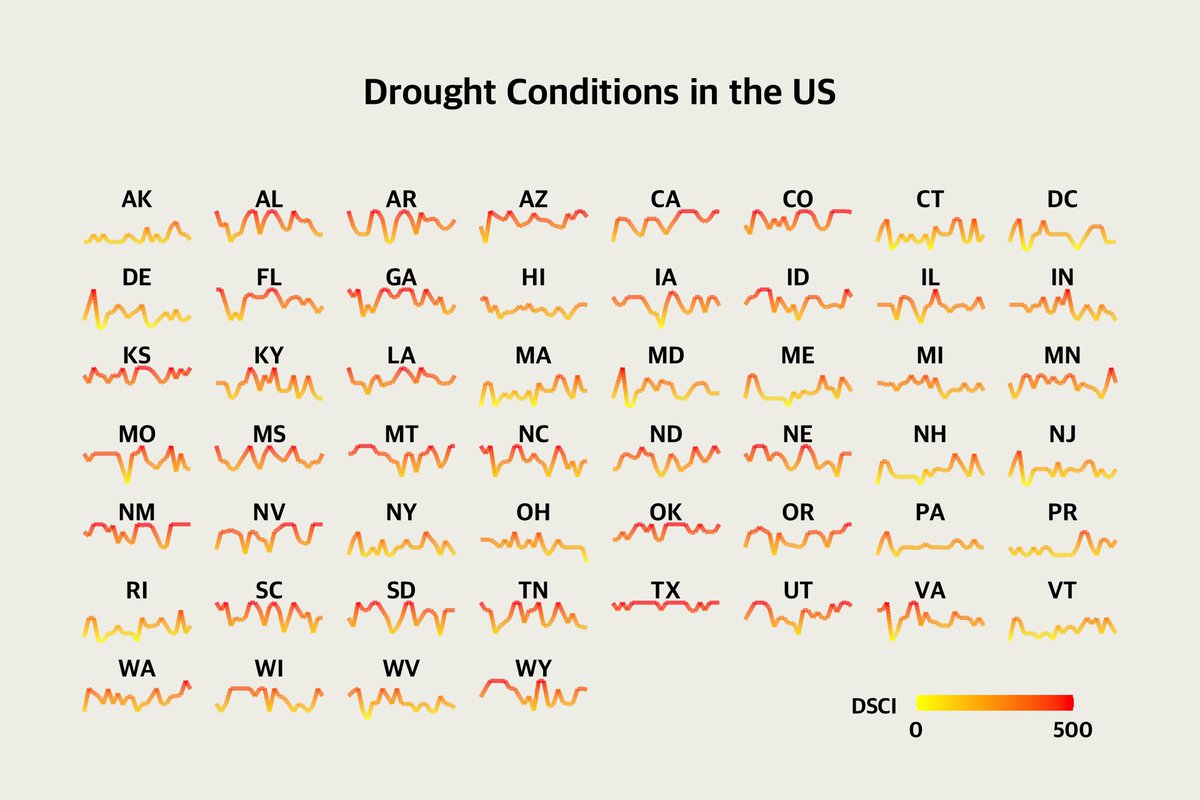 Drought Conditions in the US
AK AL AR AZ CA CO CT DC
DE FL GA HI IA ID IL IN
KS KY LA MA MD ME MI MN
MO MS MT NC ND NE NH NJ
NM NV NY OH OK OR PA PR
RI SC SD TN TX UT VA VT
WA WI WV WY
DSCI
0 500